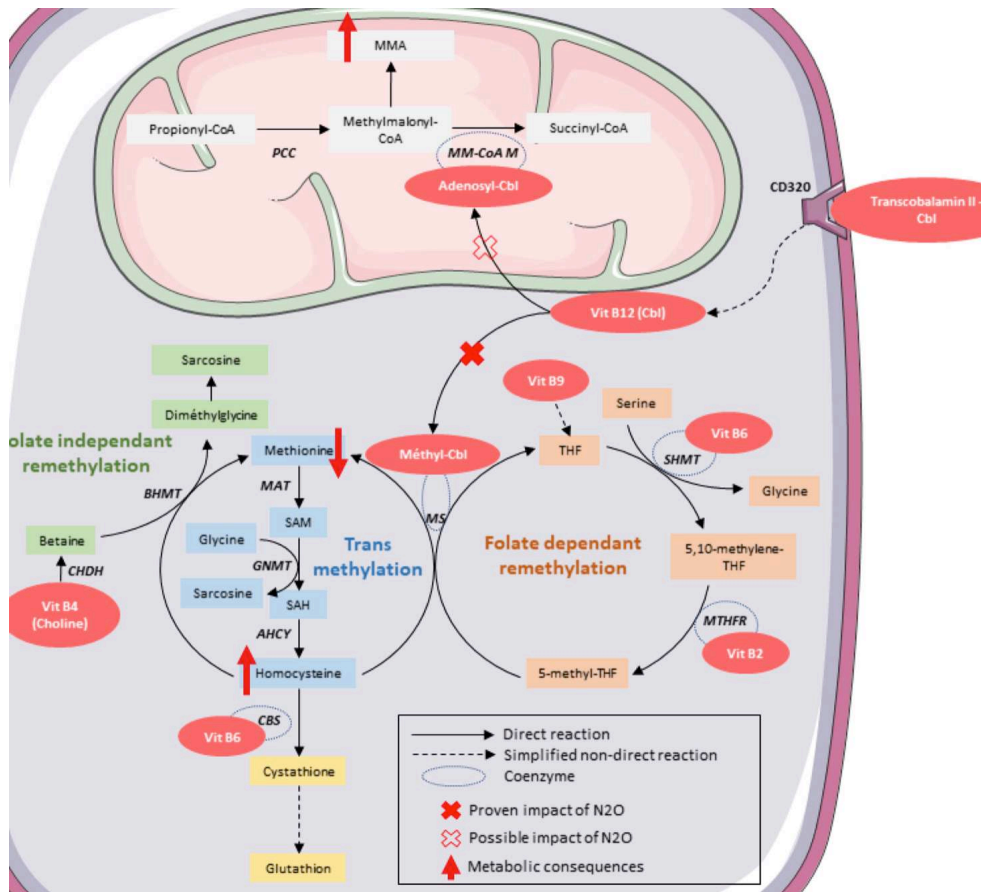 MMA
Propionyl-CoA
Methylmalonyl-
CoA
Succinyl-CoA
PCC
MM-CoA M
Adenosyl-Cbl
CD320
Transcobalamin II -
Cbl
Vit B12 (Cbl)
Sarcosine
Diméthylglycine
olate independant
remethylation
BHMT
Betaine
CHDH
Vit B4
(Choline)
Methionine
MAT
SAM
Glycine
GNMT
Sarcosine
SAH
AHCY
Homocysteine
Trans
methylation
Méthyl-Cbl
MS
Vit B9
THF
Serine
Vit B6
SHMT
Glycine
Folate dependant
remethylation
5,10-methylene-
THF
MTHFR
Vit B2
5-methyl-THF
CBS
Vit B6
Cystathione
Glutathion
Direct reaction
Simplified non-direct reaction
Coenzyme
Proven impact of N2O
Possible impact of N2O
Metabolic consequences